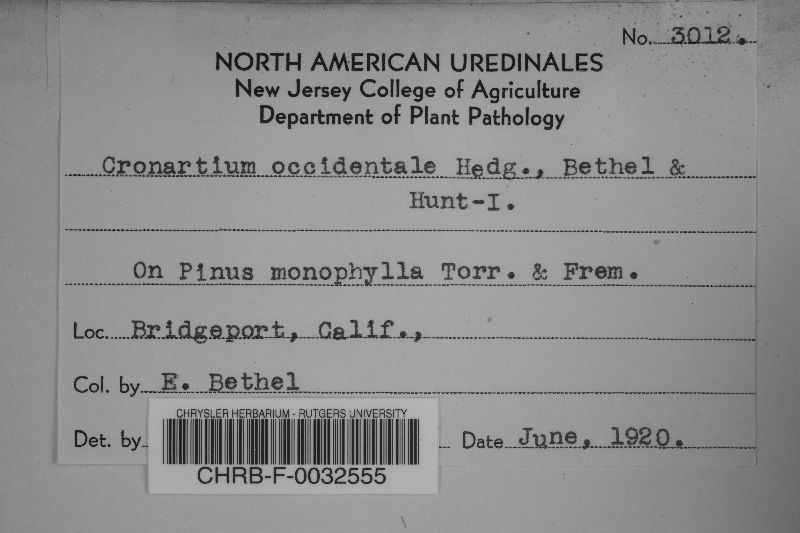 No. 3012.
NORTH AMERICAN UREDINALES
New Jersey College of Agriculture
Department of Plant Pathology
Cronartium occidentale Hedg., Bethel &
Hunt-I.
On Pinus monophylla Torr. & Frem.
Loc. Bridgeport, Calif.,
Col. by E. Bethel
Det. by
Date June, 1920.
CHRYSLER HERBARIUM - RUTGERS UNIVERSITY
CHRB-F-0032555